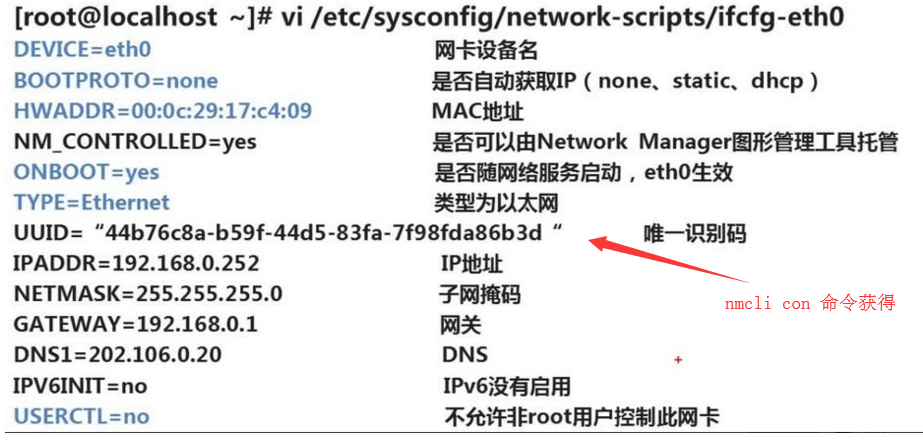 [root@localhost ~]# vi /etc/sysconfig/network-scripts/ifcfg-eth0
DEVICE=eth0 网卡设备名
BOOTPROTO=none 是否自动获取IP（none、static、dhcp）
HWADDR=00:0c:29:17:c4:09 MAC地址
NM_CONTROLLED=yes 是否可以由Network Manager图形管理工具托管
ONBOOT=yes 是否随网络服务启动，eth0生效
TYPE=Ethernet 类型为以太网
UUID=“44b76c8a-b59f-44d5-83fa-7f98fda86b3d“ 唯一识别码
IPADDR=192.168.0.252 IP地址
NETMASK=255.255.255.0 子网掩码
nmcli con 命令获得
GATEWAY=192.168.0.1 网关
DNS1=202.106.0.20 DNS
IPV6INIT=no IPv6没有启用
USERCTL=no 不允许非root用户控制此网卡